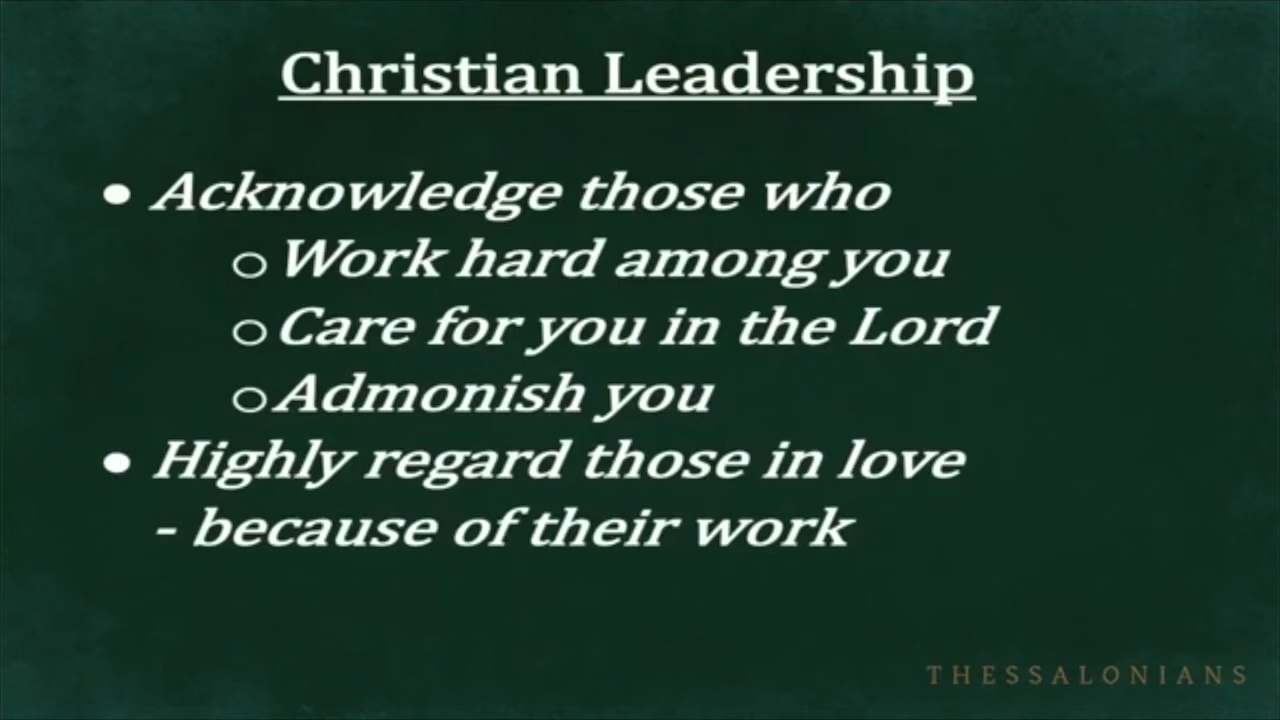 Christian Leadership
• Acknowledge those who
o Work hard among you
o Care for you in the Lord
o Admonish you
• Highly regard those in love
- because of their work
THESSALONIANS